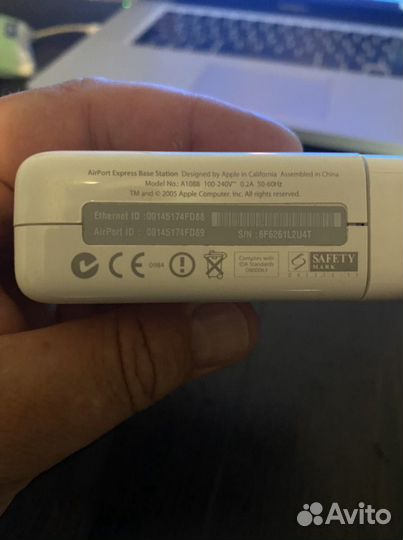 AirPort Express Base Station Designed by Apple in California Assembled in China
Model No.: A1088 100-240V~ 0.2A 50-60Hz
TM and © 2005 Apple Computer, Inc. All rights reserved.
Ethernet ID : 00145174FD88
AirPort ID : 00145174FD89 S/N : 6F6261L2U4T
CE
Complies with
IDA Standards
SAFETY
MARK
Avito